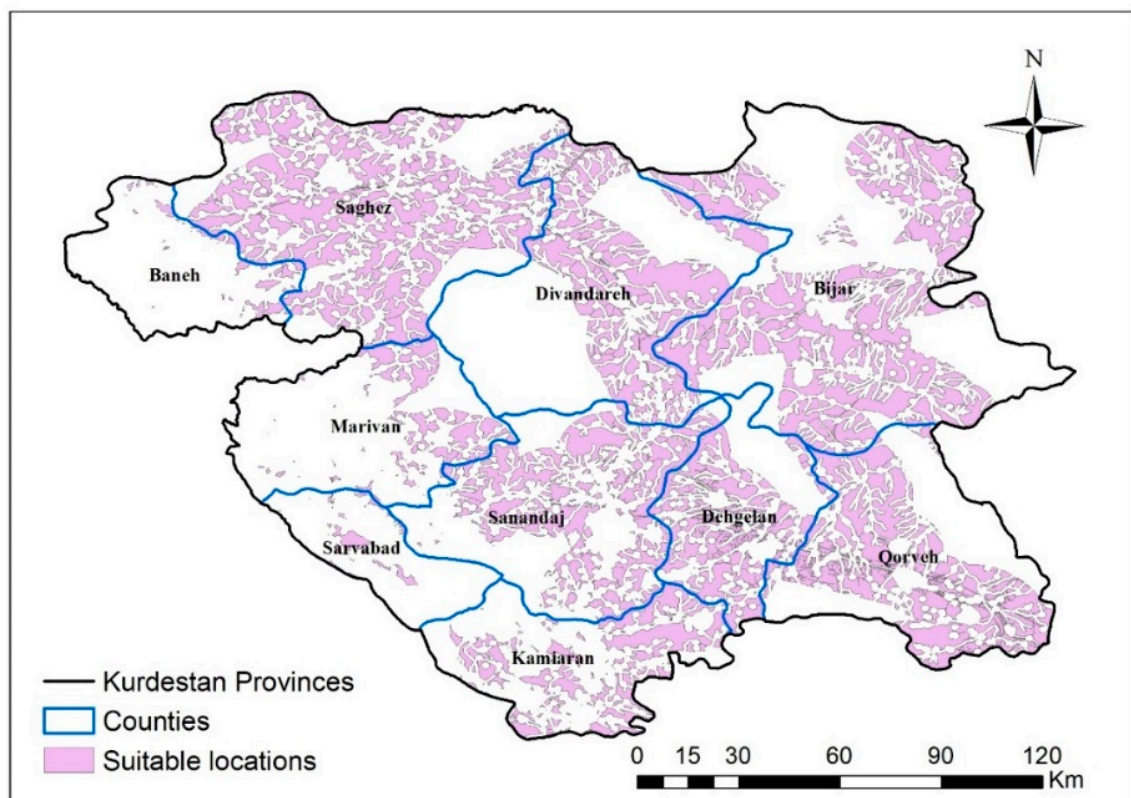 N
Saghez
Baneh
Divandareh
Bijar
Marivan
Sanandaj
Dehgelan
Sarvabad
Qorveh
Kamiaran
Kurdestan Provinces
Counties
Suitable locations
0 15 30 60 90 120
Km